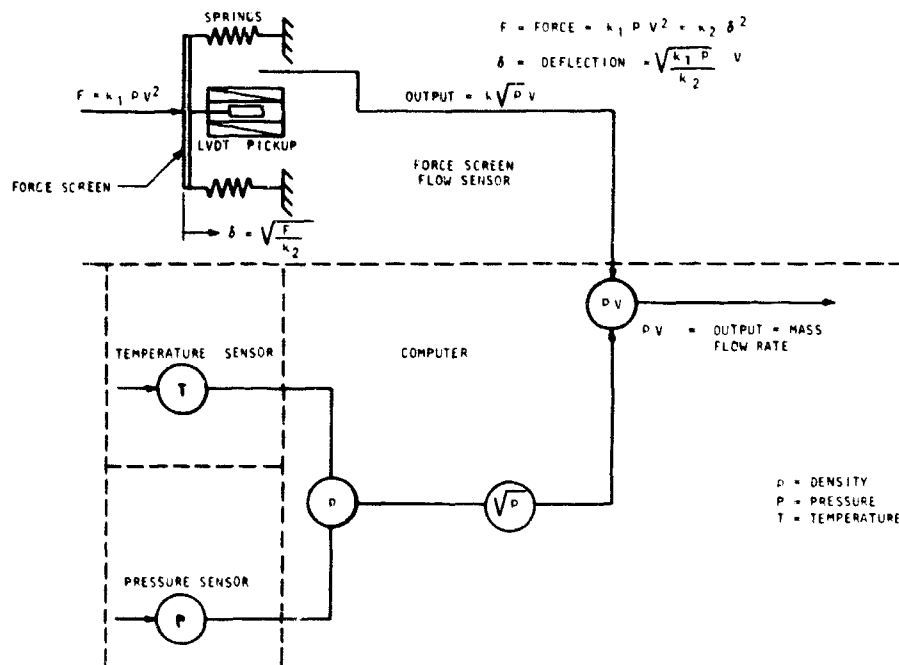 SPRINGS
F = FORCE = k₁ ρ V² = k₂ δ²
δ = DEFLECTION = √(k₁ ρ / k₂) V
F = k₁ ρ V²
OUTPUT = k √ρ V
LVDT PICKUP
FORCE SCREEN
FORCE SCREEN
FLOW SENSOR
δ = √(F / k₂)
ρ V
ρ V = OUTPUT = MASS
FLOW RATE
TEMPERATURE SENSOR
COMPUTER
T
ρ
√ρ
ρ = DENSITY
P = PRESSURE
T = TEMPERATURE
PRESSURE SENSOR
P